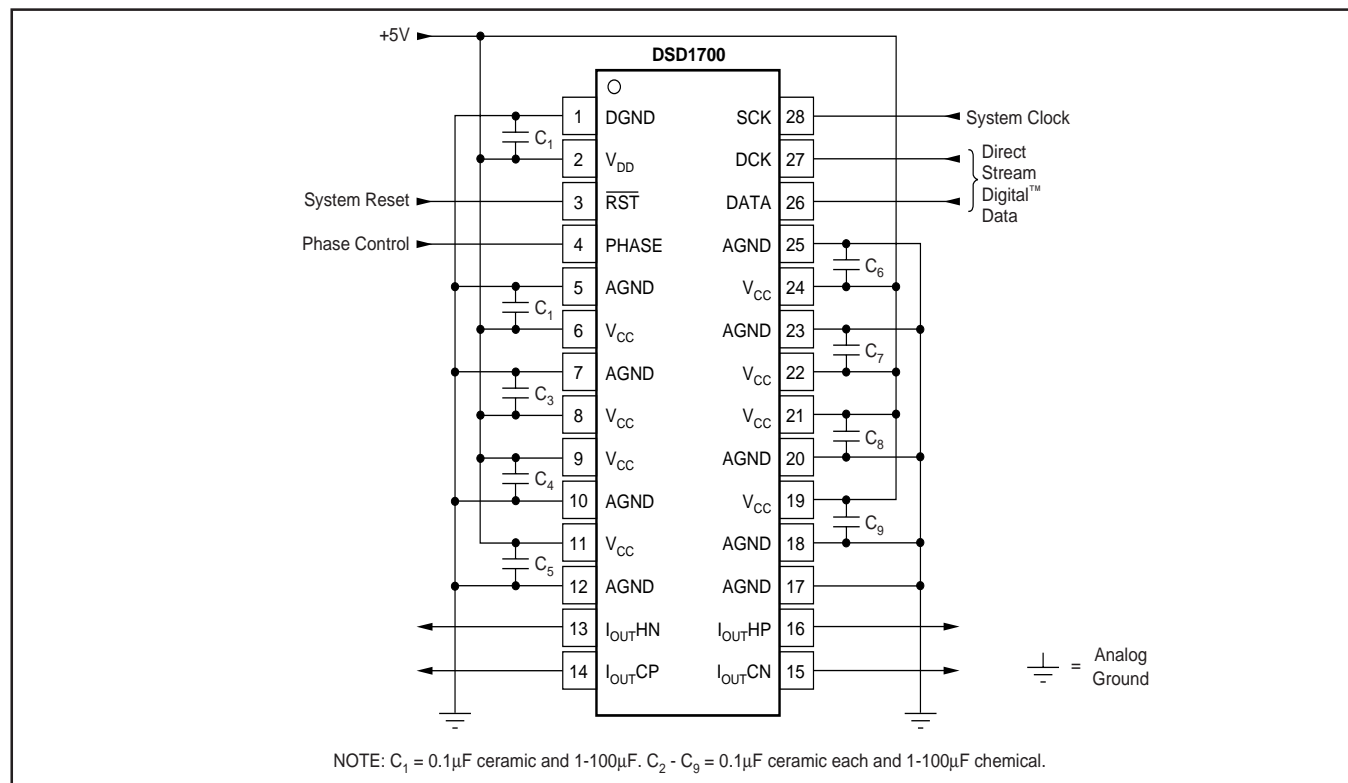 +5V
DSD1700
1 DGND SCK 28 System Clock
C1
2 VDD DCK 27 Direct
Stream
Digital™
Data
System Reset 3 RST DATA 26
Phase Control 4 PHASE AGND 25
C6
5 AGND VCC 24
C1
6 VCC AGND 23
C7
7 AGND VCC 22
C3
8 VCC VCC 21
C8
9 VCC AGND 20
C4
10 AGND VCC 19
C9
11 VCC AGND 18
C5
12 AGND AGND 17
13 IOUTHN IOUTHP 16
14 IOUTCP IOUTCN 15
= Analog
Ground
NOTE: C1 = 0.1µF ceramic and 1-100µF. C2 - C9 = 0.1µF ceramic each and 1-100µF chemical.